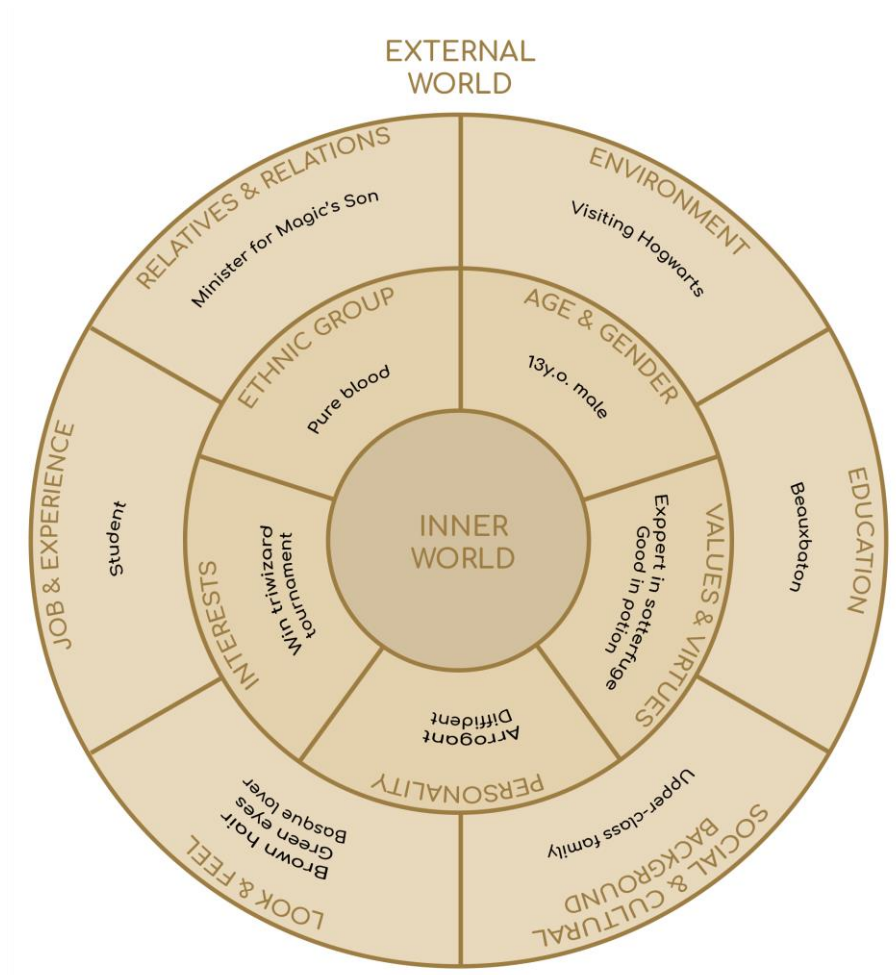 EXTERNAL
WORLD
RELATIVES & RELATIONS
Minister for Magic's Son
ENVIRONMENT
Visiting Hogwarts
ETHNIC GROUP
Pure blood
AGE & GENDER
13y.o. male
JOB & EXPERIENCE
Student
INTERESTS
Win triwizard
tournament
INNER
WORLD
VALUES & VIRTUES
Exppert in sotterfuge
Good in potion
EDUCATION
Beauxbaton
PERSONALITY
Arrogant
Diffident
LOOK & FEEL
Brown hair
Green eyes
Basque lover
SOCIAL & CULTURAL
BACKGROUND
Upper-class family